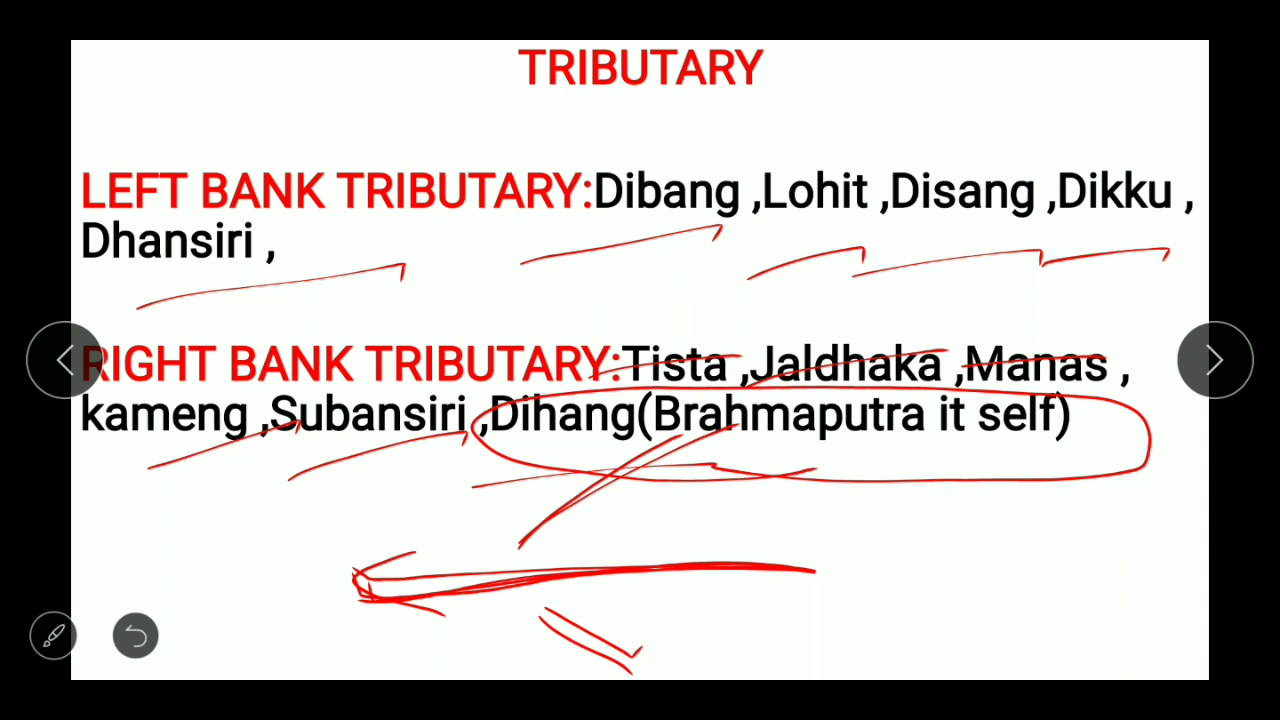 TRIBUTARY
LEFT BANK TRIBUTARY:Dibang ,Lohit ,Disang ,Dikku ,
Dhansiri ,
RIGHT BANK TRIBUTARY:Tista ,Jaldhaka ,Manas ,
kameng ,Subansiri ,Dihang(Brahmaputra it self)